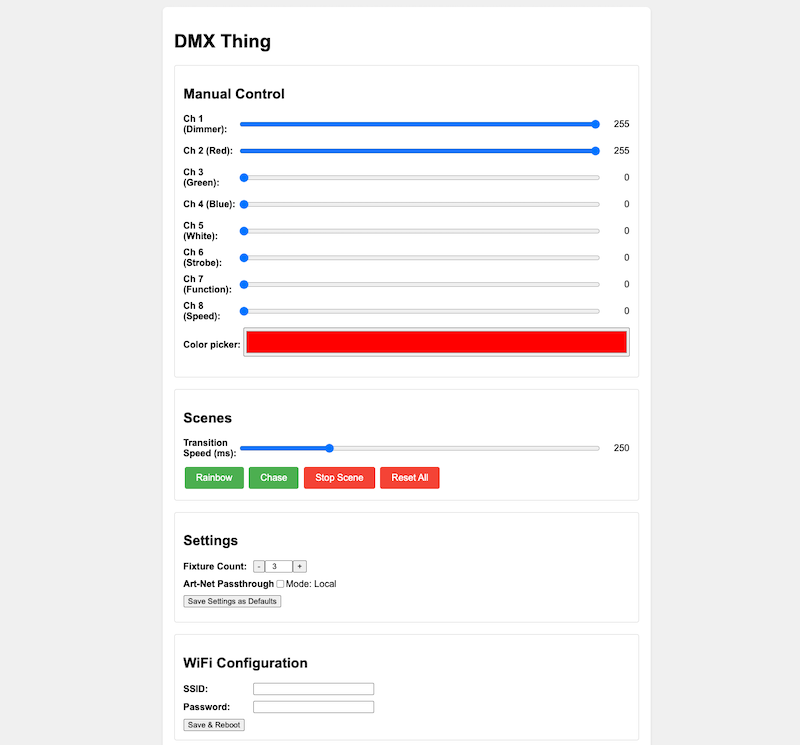 DMX Thing
Manual Control
Ch 1
(Dimmer):
255
Ch 2 (Red):
255
Ch 3
(Green):
0
Ch 4 (Blue):
0
Ch 5
(White):
0
Ch 6
(Strobe):
0
Ch 7
(Function):
0
Ch 8
(Speed):
0
Color picker:
Scenes
Transition
Speed (ms):
250
Rainbow Chase Stop Scene Reset All
Settings
Fixture Count: - 3 +
Art-Net Passthrough Mode: Local
Save Settings as Defaults
WiFi Configuration
SSID:
Password:
Save & Reboot